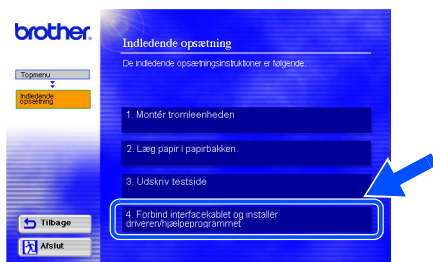 brother.
Topmenu
Indledende
opsætning
Tilbage
Afslut
Indledende opsætning
De indledende opsætningsinstruktioner er følgende:
1. Montér tromleenheden
2. Læg papir i papirbakken.
3. Udskriv testside
4. Forbind interfacekablet og installér
driveren/hjælpeprogrammet